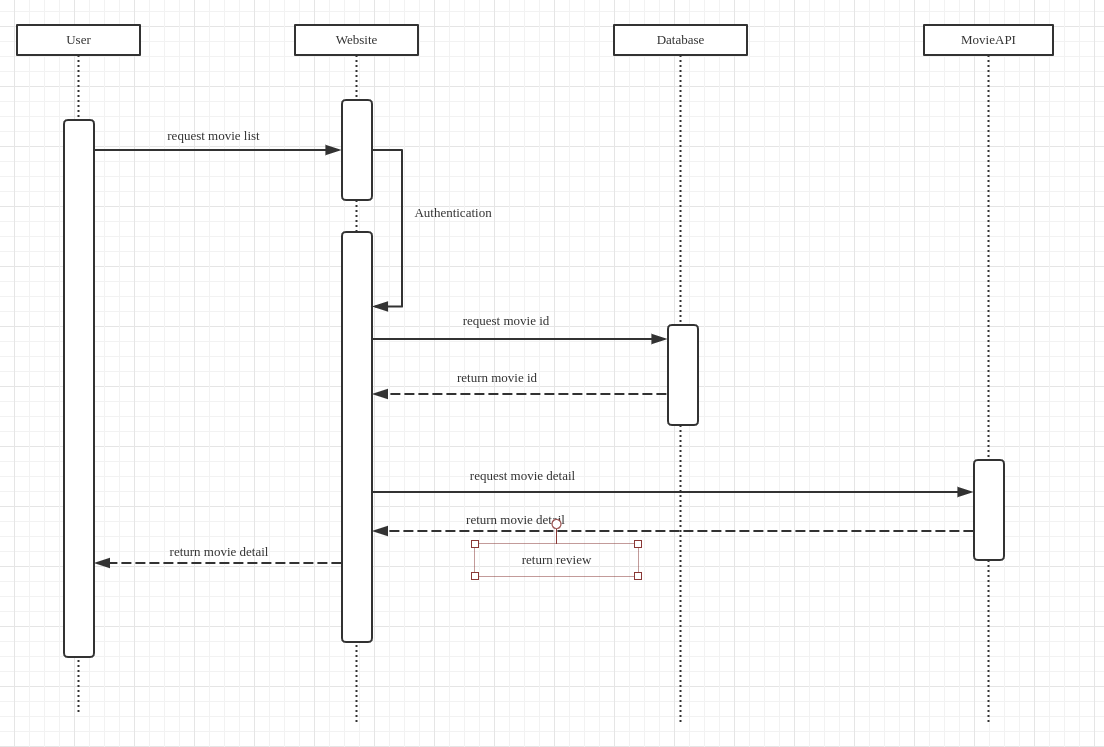 User
Website
Database
MovieAPI
request movie list
Authentication
request movie id
return movie id
request movie detail
return movie detail
return movie detail
return review